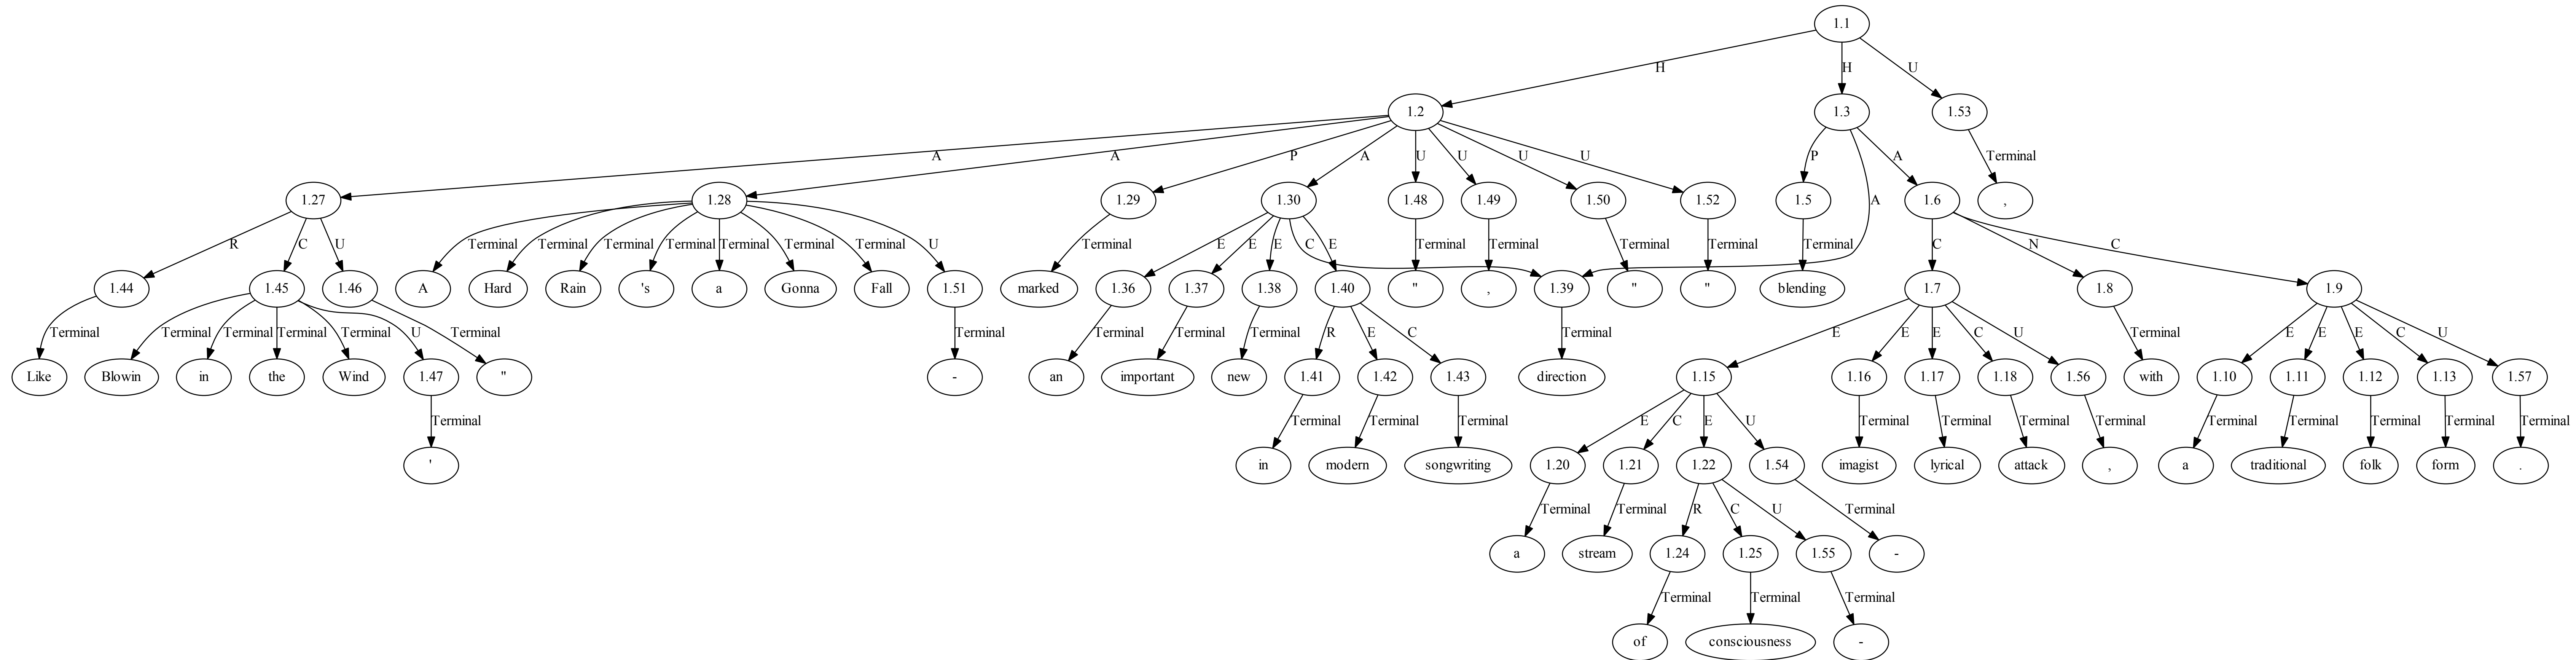 1.1
H H U
1.2 1.3 1.53
A A P A U U U U P A A Terminal
1.27 1.28 1.29 1.30 1.48 1.49 1.50 1.52 1.5 1.6 ,
R C U Terminal Terminal Terminal Terminal Terminal Terminal Terminal U Terminal E E E C E Terminal Terminal Terminal Terminal Terminal C N C
1.44 1.45 1.46 A Hard Rain 's a Gonna Fall 1.51 marked 1.36 1.37 1.38 1.40 " , 1.39 " " blending 1.7 1.8 1.9
Terminal Terminal Terminal Terminal Terminal U Terminal Terminal Terminal Terminal Terminal R E C Terminal E E E C U Terminal E E E C U
Like Blowin in the Wind 1.47 " - an important new 1.41 1.42 1.43 direction 1.15 1.16 1.17 1.18 1.56 with 1.10 1.11 1.12 1.13 1.57
Terminal Terminal Terminal Terminal E C E U Terminal Terminal Terminal Terminal Terminal Terminal Terminal Terminal Terminal
' in modern songwriting 1.20 1.21 1.22 1.54 imagist lyrical attack , a traditional folk form .
Terminal Terminal R C U Terminal
a stream 1.24 1.25 1.55 -
Terminal Terminal Terminal
of consciousness -